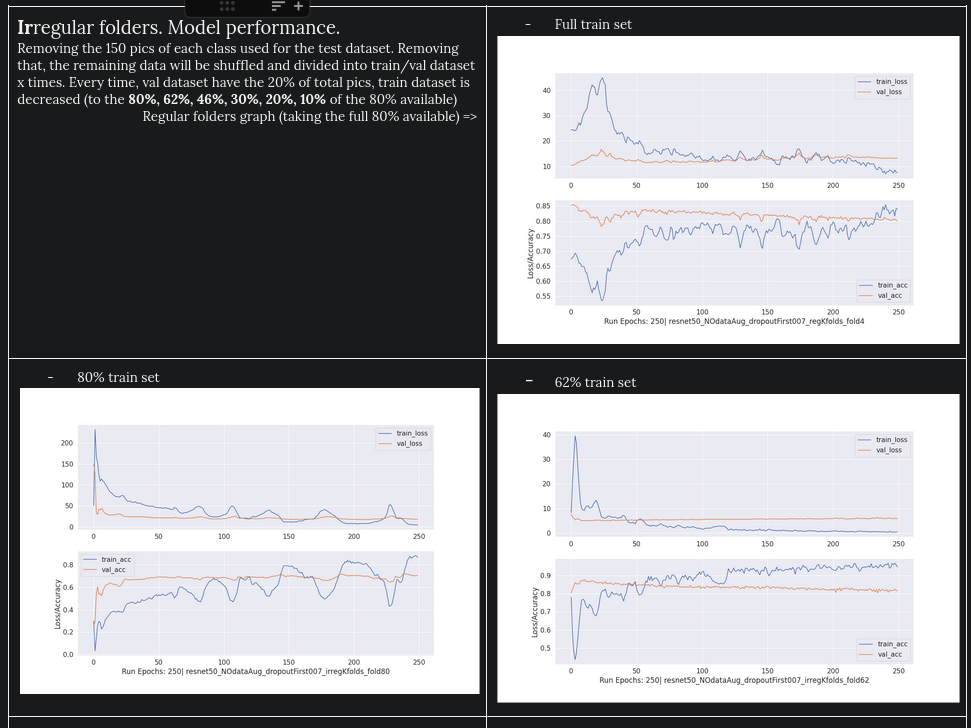 Irregular folders. Model performance.
Removing the 150 pics of each class used for the test dataset. Removing
that, the remaining data will be shuffled and divided into train/val dataset
x times. Every time, val dataset have the 20% of total pics, train dataset is
decreased (to the 80%, 62%, 46%, 30%, 20%, 10% of the 80% available)
Regular folders graph (taking the full 80% available) =>
- Full train set
train_loss
val_loss
40
30
20
10
0 50 100 150 200 250
0.85
0.80
0.75
0.70
0.65
0.60
0.55
Loss/Accuracy
train_acc
val_acc
0 50 100 150 200 250
Run Epochs: 250| resnet50_NOdataAug_dropoutFirst007_regKfolds_fold4
- 80% train set
train_loss
val_loss
200
150
100
50
0
0 50 100 150 200 250
train_acc
val_acc
0.8
0.6
0.4
0.2
0.0
Loss/Accuracy
0 50 100 150 200 250
Run Epochs: 250| resnet50_NOdataAug_dropoutFirst007_irregKfolds_fold80
- 62% train set
train_loss
val_loss
40
30
20
10
0
0 50 100 150 200 250
0.9
0.8
0.7
0.6
0.5
Loss/Accuracy
train_acc
val_acc
0 50 100 150 200 250
Run Epochs: 250| resnet50_NOdataAug_dropoutFirst007_irregKfolds_fold62